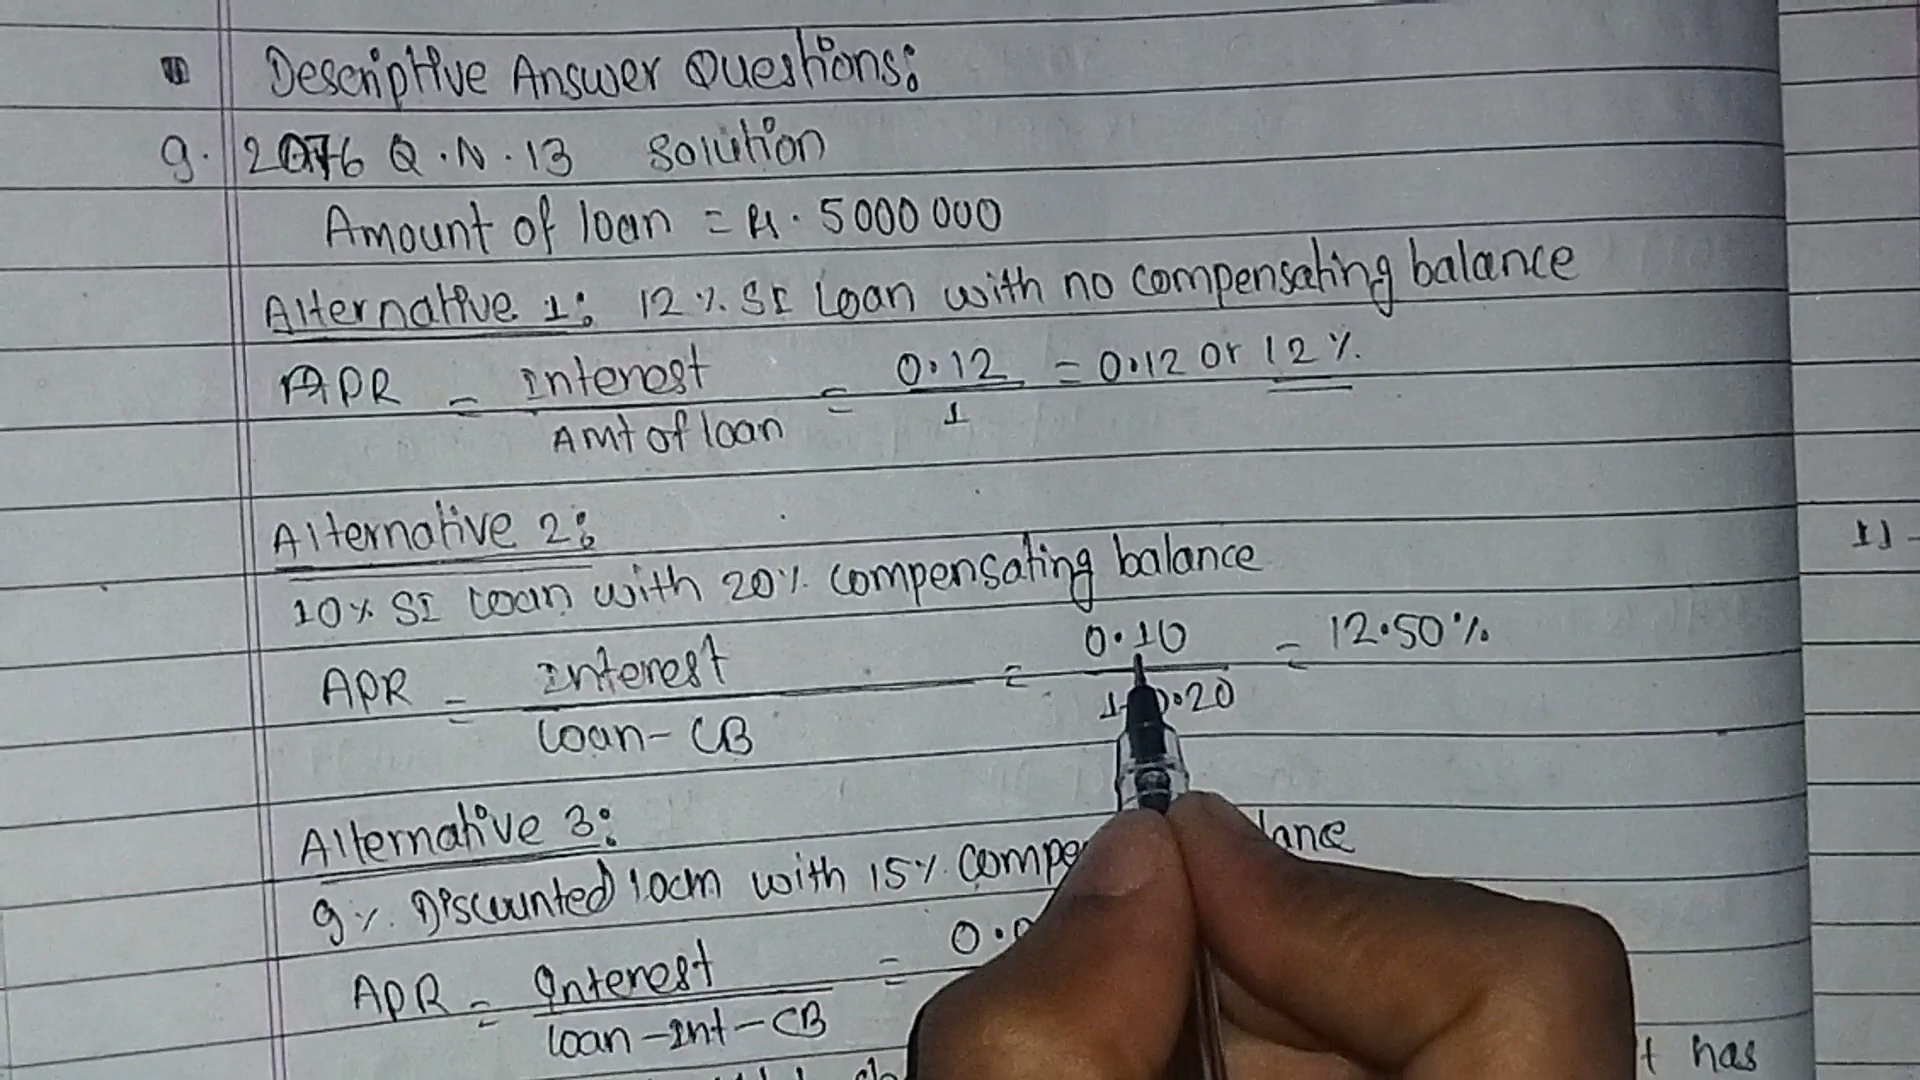 Descriptive Answer Questions:
9. 2076 Q.N.13 Solution
Amount of loan = Rs. 5000000
Alternative 1: 12% SI Loan with no compensating balance
APR = Interest / Amt of loan = 0.12 / 1 = 0.12 or 12%
Alternative 2:
10% SI Loan with 20% compensating balance
APR = Interest / Loan - CB = 0.10 / 1-0.20 = 12.50%
Alternative 3:
9% Discounted loan with 15%
APR = Interest / loan - Int - CB = 0.
has